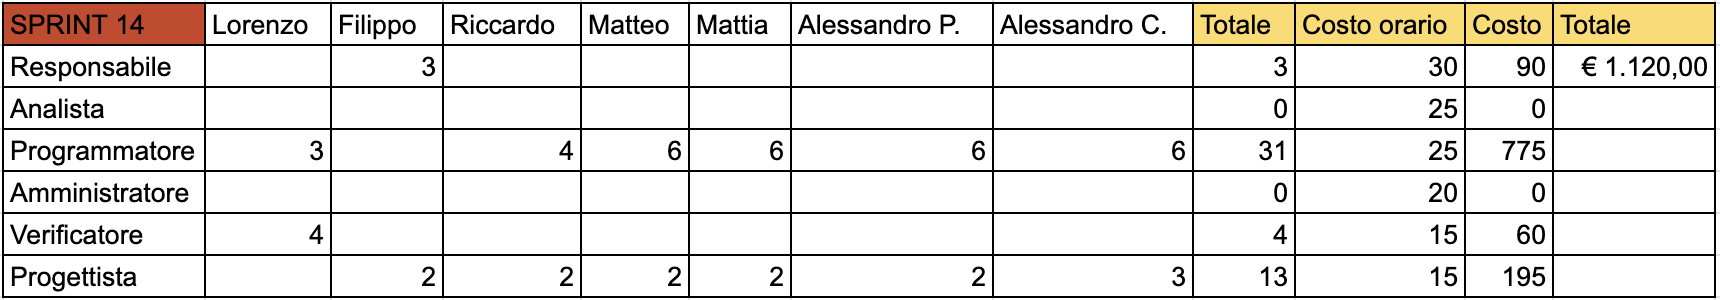 SPRINT 14 Lorenzo Filippo Riccardo Matteo Mattia Alessandro P. Alessandro C. Totale Costo orario Costo Totale
Responsabile 3 3 30 90 € 1.120,00
Analista 0 25 0
Programmatore 3 4 6 6 6 6 31 25 775
Amministratore 0 20 0
Verificatore 4 4 15 60
Progettista 2 2 2 2 2 3 13 15 195